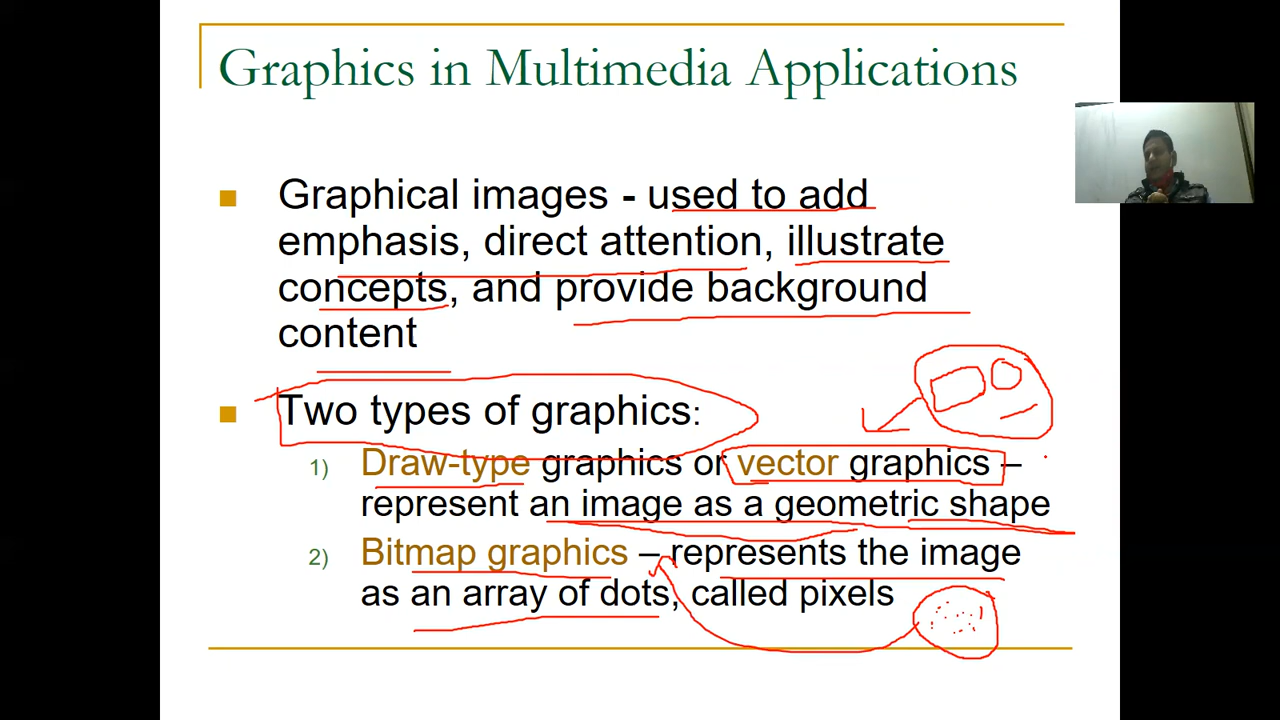 Graphics in Multimedia Applications
Graphical images - used to add
emphasis, direct attention, illustrate
concepts, and provide background
content
Two types of graphics:
1) Draw-type graphics or vector graphics –
represent an image as a geometric shape
2) Bitmap graphics – represents the image
as an array of dots, called pixels